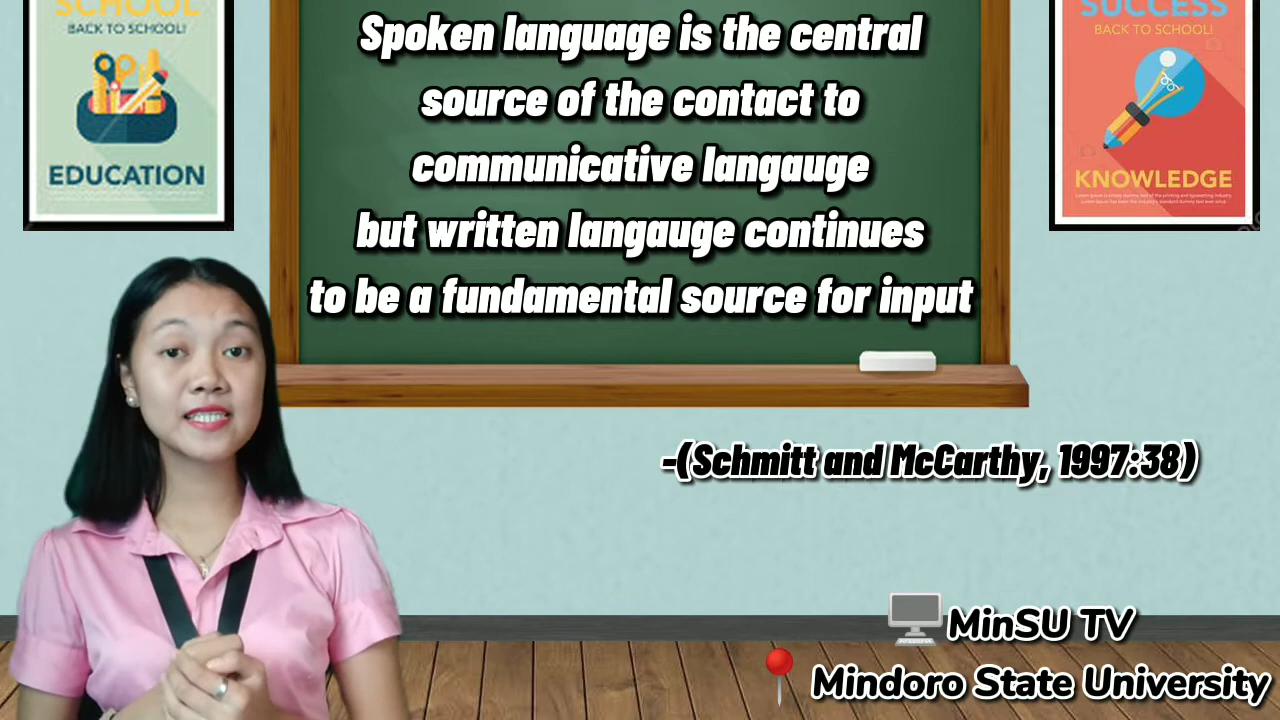 SCHOOL
BACK TO SCHOOL!
EDUCATION
Spoken language is the central
source of the contact to
communicative langauge
but written langauge continues
to be a fundamental source for input
SUCCESS
BACK TO SCHOOL!
KNOWLEDGE
-(Schmitt and McCarthy, 1997:38)
MinSU TV
Mindoro State University